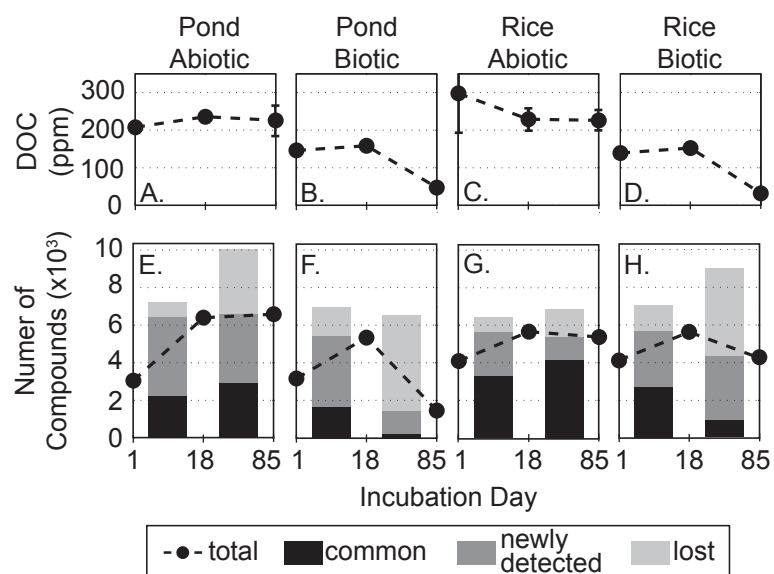 Pond Abiotic
Pond Biotic
Rice Abiotic
Rice Biotic
DOC (ppm)
300
200
100
0
A.
B.
C.
D.
Numer of Compounds (x10³)
10
8
6
4
2
0
E.
F.
G.
H.
1 18 85
1 18 85
1 18 85
1 18 85
Incubation Day
total common newly detected lost